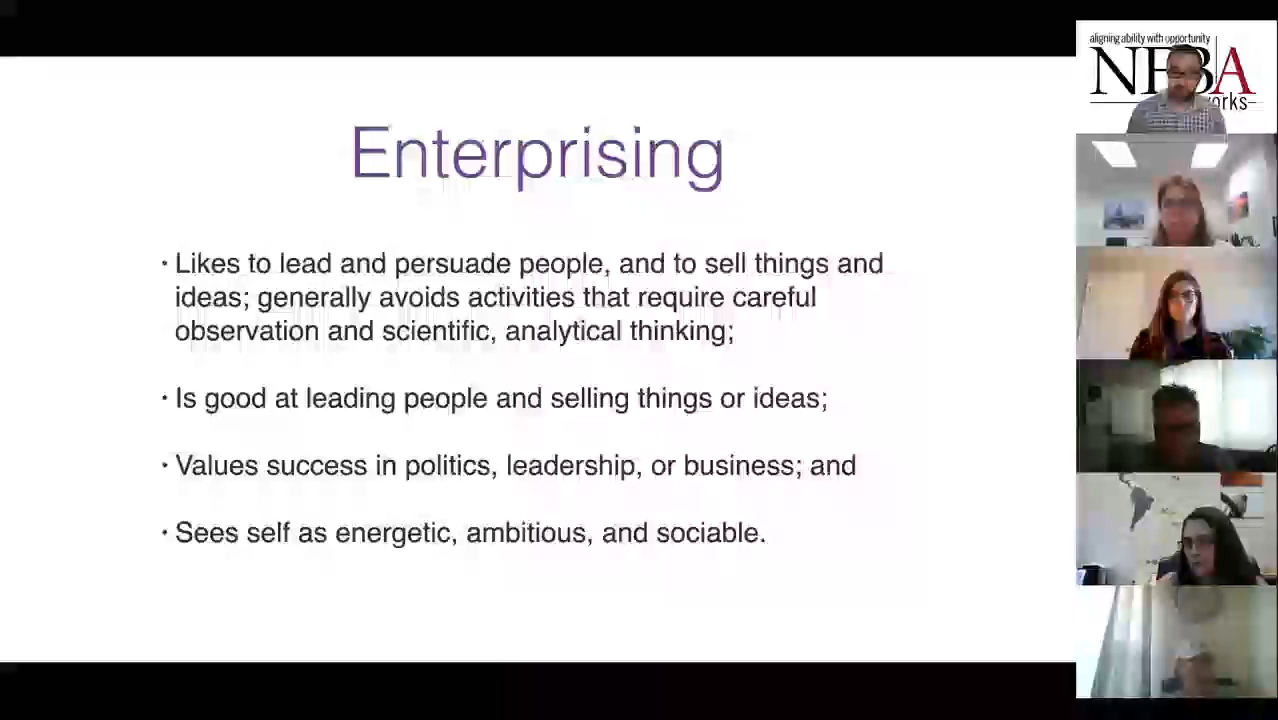 Enterprising
· Likes to lead and persuade people, and to sell things and
ideas; generally avoids activities that require careful
observation and scientific, analytical thinking;
· Is good at leading people and selling things or ideas;
· Values success in politics, leadership, or business; and
· Sees self as energetic, ambitious, and sociable.
aligning ability with opportunity